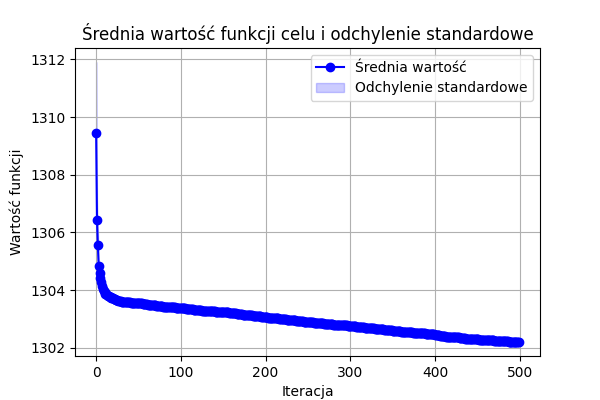 Średnia wartość funkcji celu i odchylenie standardowe
1312
1310
1308
1306
1304
1302
Wartość funkcji
Średnia wartość
Odchylenie standardowe
0
100
200
300
400
500
Iteracja